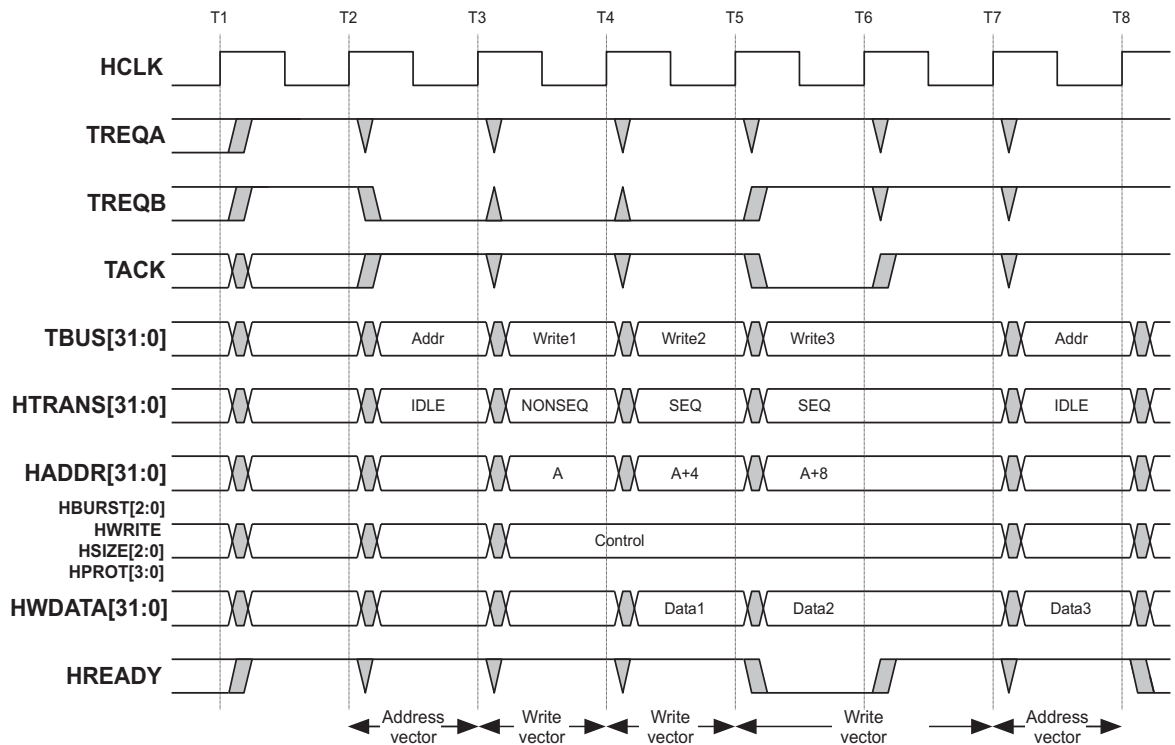 T1 T2 T3 T4 T5 T6 T7 T8
HCLK
TREQA
TREQB
TACK
TBUS[31:0] Addr Write1 Write2 Write3 Addr
HTRANS[31:0] IDLE NONSEQ SEQ SEQ IDLE
HADDR[31:0] A A+4 A+8
HBURST[2:0]
HWRITE
HSIZE[2:0]
HPROT[3:0]
Control
HWDATA[31:0] Data1 Data2 Data3
HREADY
Address Write Write Write Address
vector vector vector vector vector